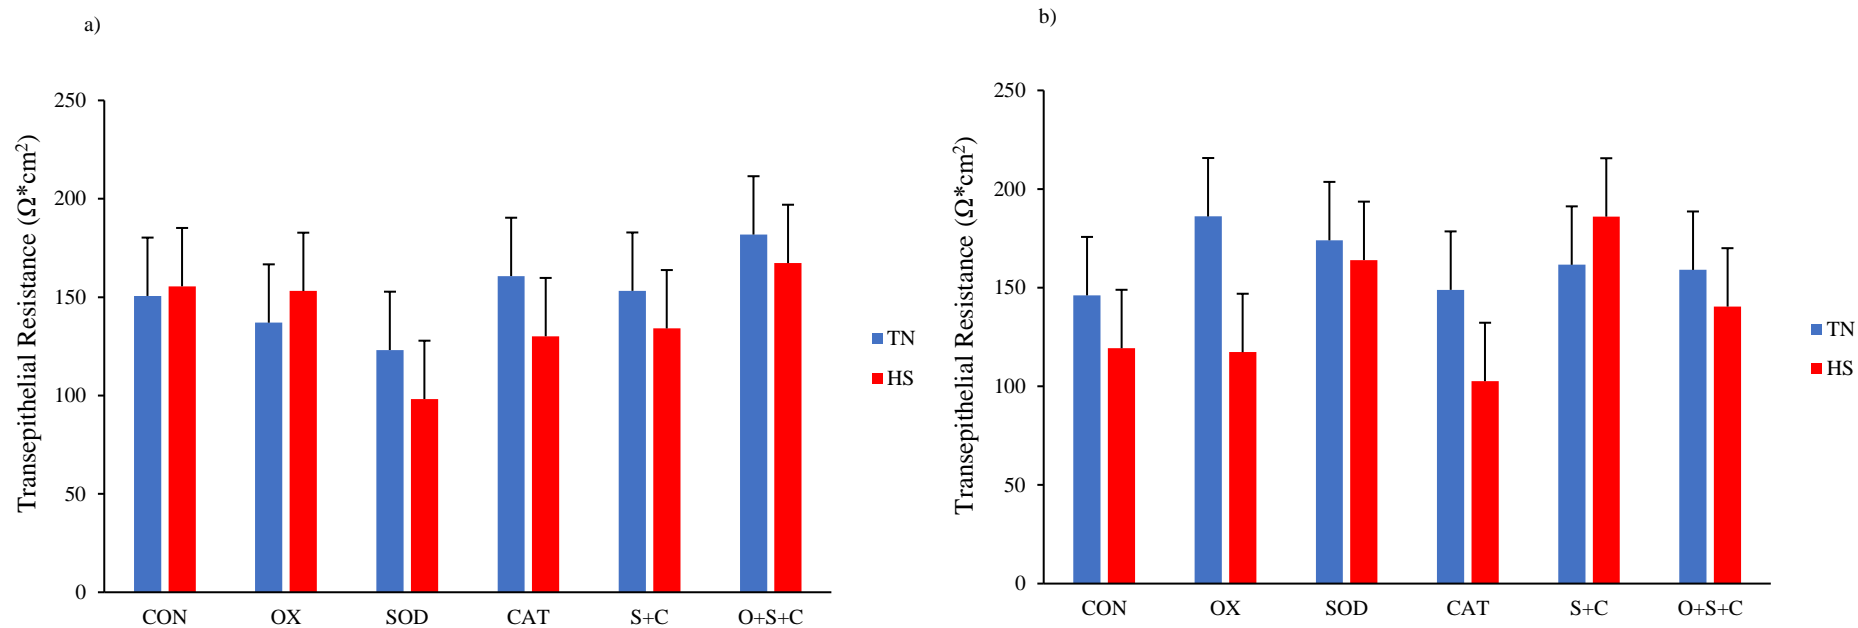 a)
Transepithelial Resistance (Ω*cm²)
250
200
150
100
50
0
CON OX SOD CAT S+C O+S+C
TN
HS
b)
Transepithelial Resistance (Ω*cm²)
250
200
150
100
50
0
CON OX SOD CAT S+C O+S+C
TN
HS